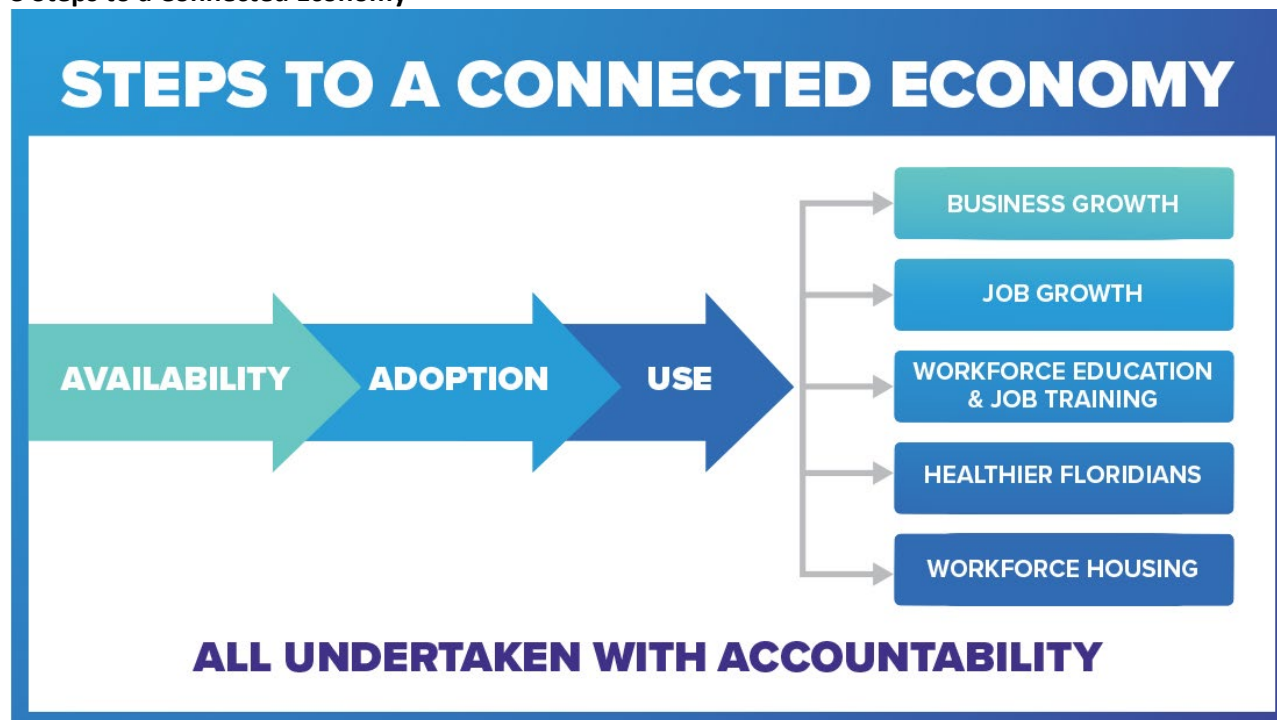 STEPS TO A CONNECTED ECONOMY
AVAILABILITY
ADOPTION
USE
BUSINESS GROWTH
JOB GROWTH
WORKFORCE EDUCATION
& JOB TRAINING
HEALTHIER FLORIDIANS
WORKFORCE HOUSING
ALL UNDERTAKEN WITH ACCOUNTABILITY